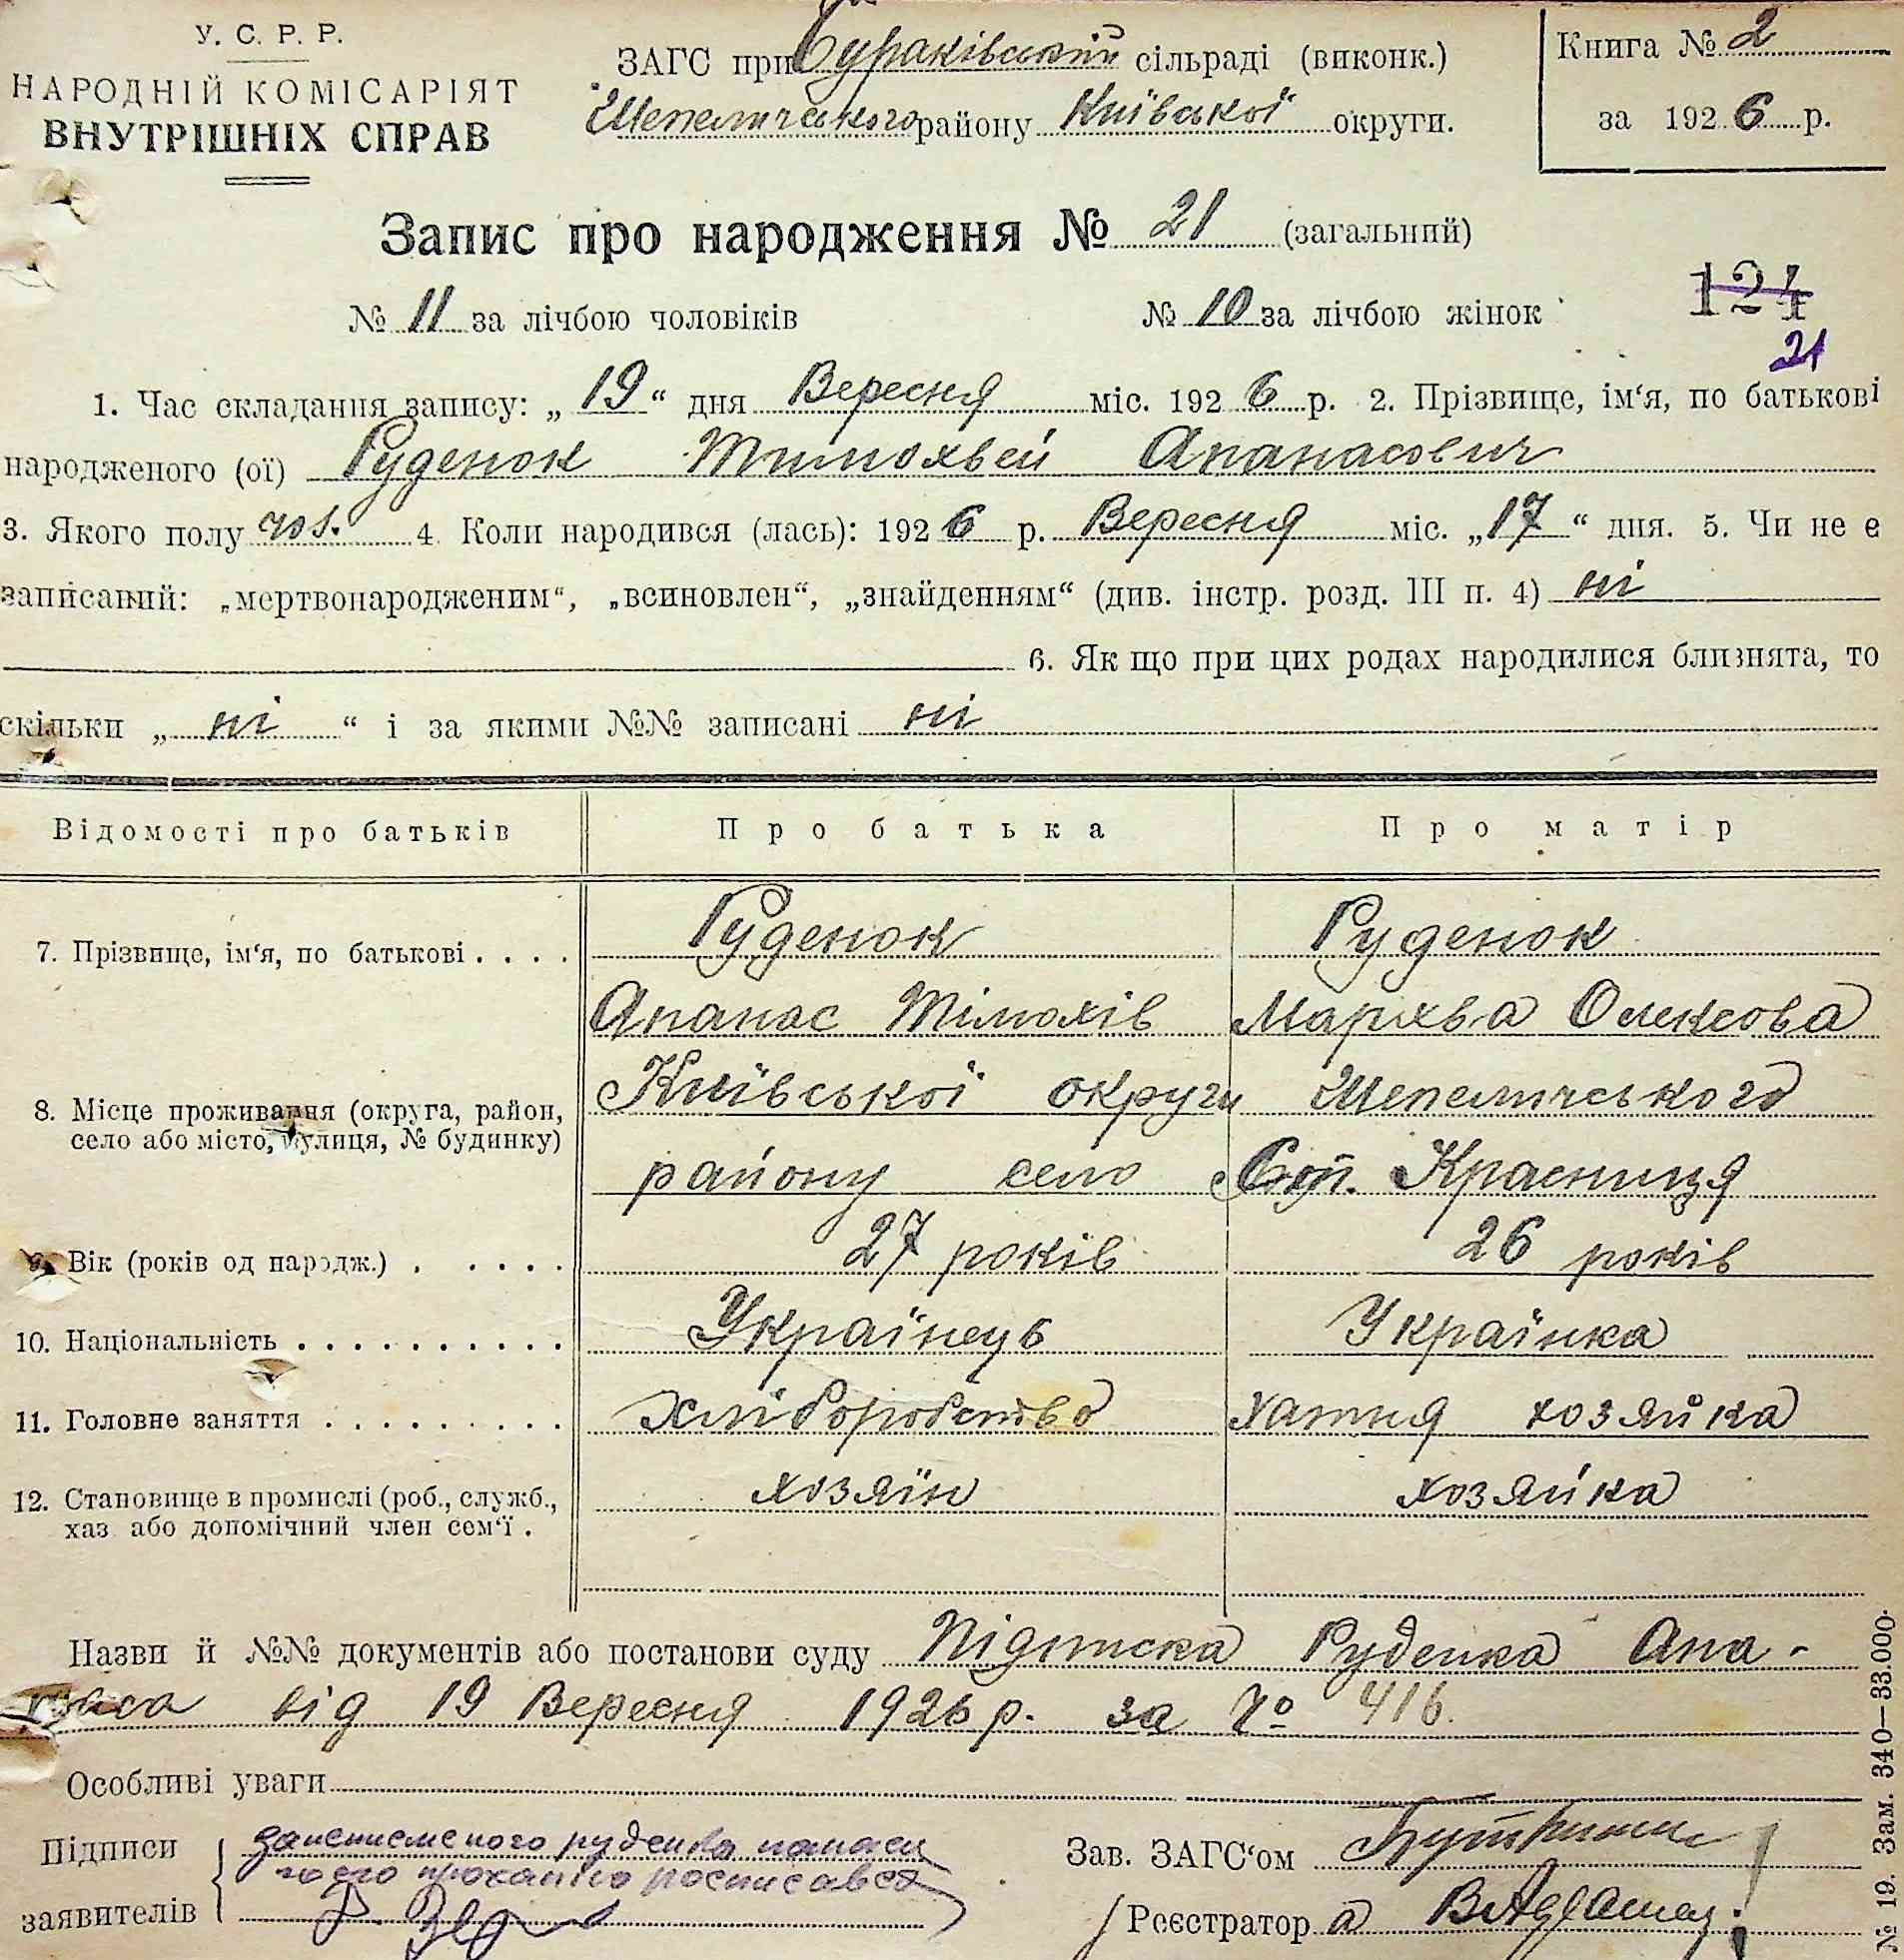 У. С. Р. Р.
НАРОДНІЙ КОМІСАРІЯТ
ВНУТРІШНІХ СПРАВ
ЗАГС при Бураківський сільраді (виконк.)
Шепелицького району Київської округи.
Книга № 2
за 1926 р.
Запис про народження № 21 (загальний)
№ 11 за лічбою чоловіків № 10 за лічбою жінок
124
21
1. Час складання запису: „19“ дня Вересня міс. 1926 р. 2. Прізвище, ім‘я, по батькові
народженого (ої) Руденок Тимохвей Апанасович
3. Якого полу чол. 4. Коли народився (лась): 1926 р. Вересня міс. „17“ дня. 5. Чи не є
записаний: „мертвонародженим“, „всиновлен“, „знайденням“ (див. інстр. розд. III п. 4) ні
6. Як що при цих родах народилися близнята, то
скільки „ні“ і за якими №№ записані ні
Відомості про батьків Про батька Про матір
7. Прізвище, ім‘я, по батькові . . . . Руденок Руденок
Апанас Тімохів Мархва Олексова
8. Місце проживання (округа, район, Київської округи Шепелицького
село або місто, вулиця, № будинку)
району село Красниця
9. Вік (років од народж.) . . . . . 27 років 26 років
10. Національність . . . . . . . . . . Українець Українка
11. Головне заняття . . . . . . . . . Хліборобство Хатня хозяйка
12. Становище в промислі (роб., служб., хозяїн хозяйка
хаз. або допомічний член сем‘ї .
Назви й №№ документів або постанови суду Підписка Руденка Апа-
наса від 19 Вересня 1926 р. за № 416.
Особливі уваги
Підписи
заявителів
руденка
росписався
Зав. ЗАГС‘ом
Реєстратор
№ 19. Зам. 340—33.000.